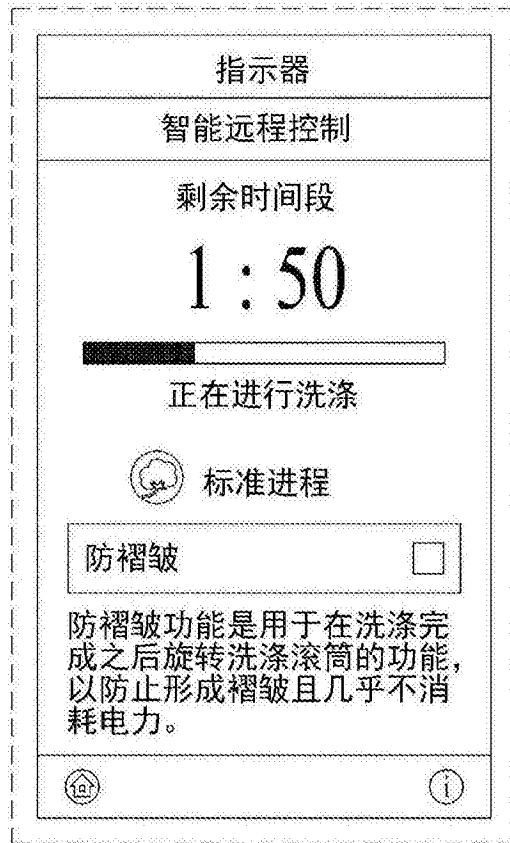 指示器
智能远程控制
剩余时间段
1 : 50
正在进行洗涤
标准进程
防褶皱
防褶皱功能是用于在洗涤完
成之后旋转洗涤滚筒的功能，
以防止形成褶皱且几乎不消
耗电力。
i